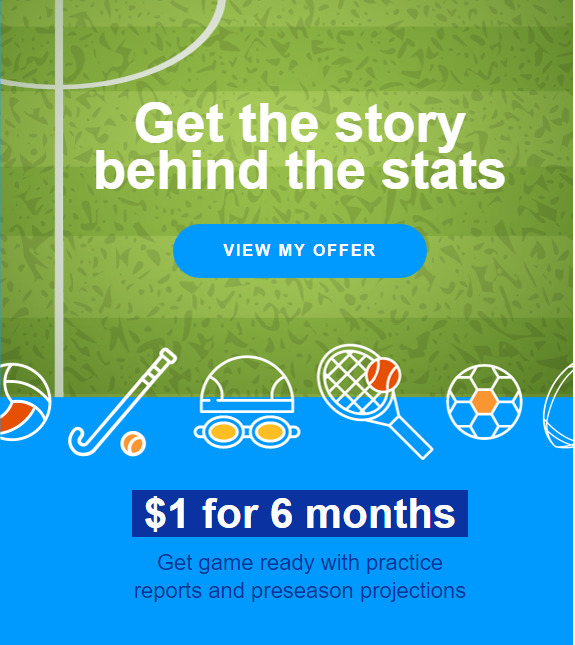 Get the story
behind the stats
VIEW MY OFFER
$1 for 6 months
Get game ready with practice
reports and preseason projections